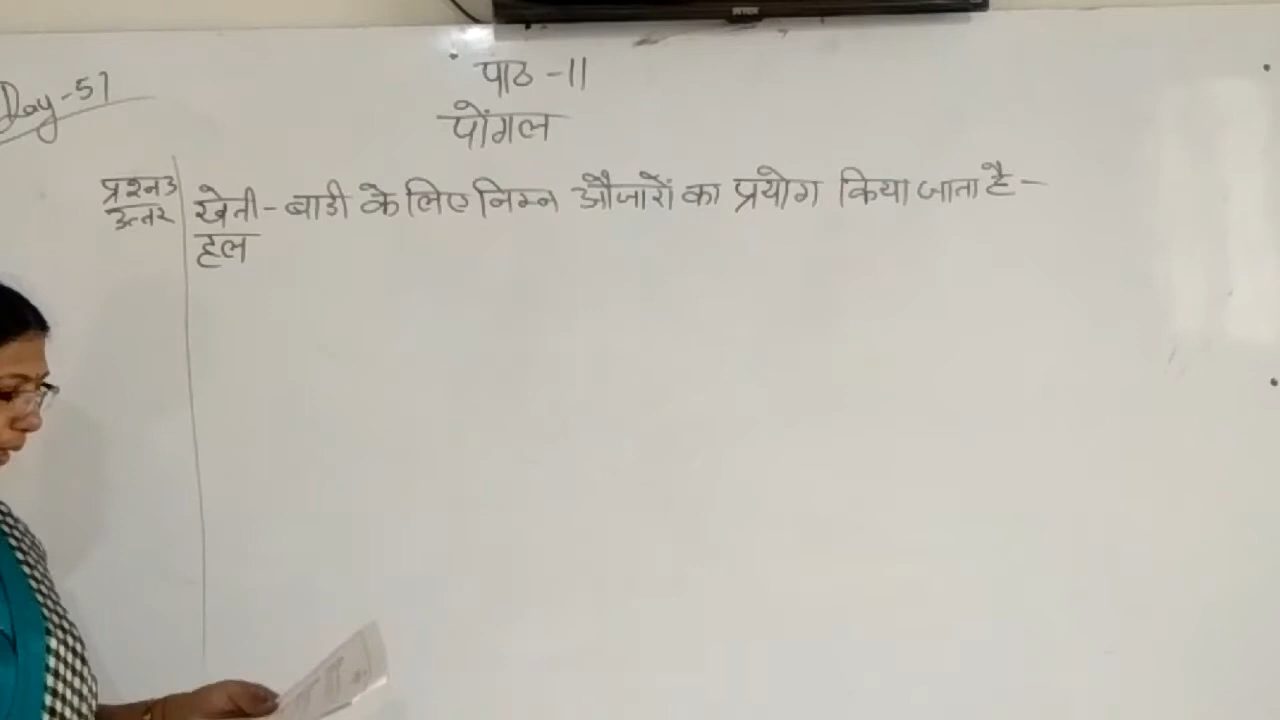 Day-51
पाठ -11
पोंगल
प्रश्न3 खेती-बाडी के लिए निम्न औजारों का प्रयोग किया जाता है-
उत्तर हल